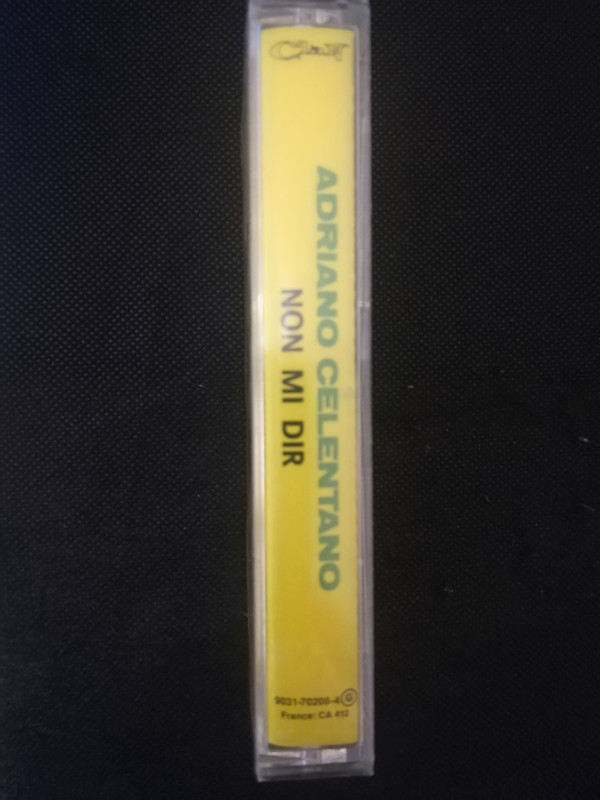 Clan
ADRIANO CELENTANO
NON MI DIR
9031-70208-4 G
France: CA 412